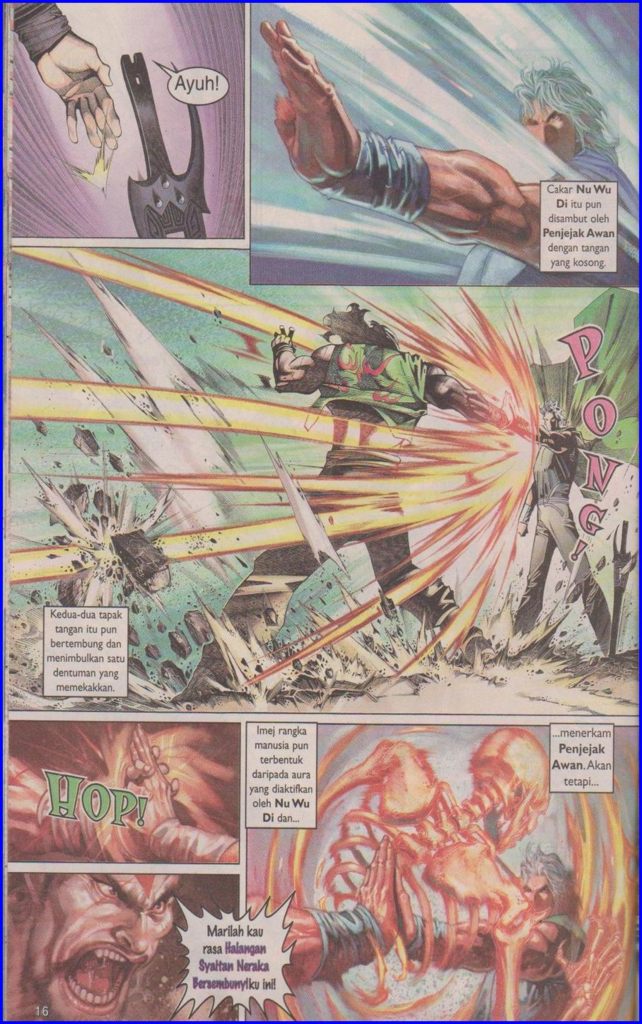 Ayuh!
Cakar Nu Wu
Di itu pun
disambut oleh
Penjejak Awan
dengan tangan
yang kosong.
PONG!
Kedua-dua tapak
tangan itu pun
bertembung dan
menimbulkan satu
dentuman yang
memekakkan.
HOP!
Imej rangka
manusia pun
terbentuk
daripada aura
yang diaktifkan
oleh Nu Wu
Di dan...
...menerkam
Penjejak
Awan. Akan
tetapi...
Marilah kau
rasa Halangan
Syaitan Neraka
Bersembunyiku ini!
16